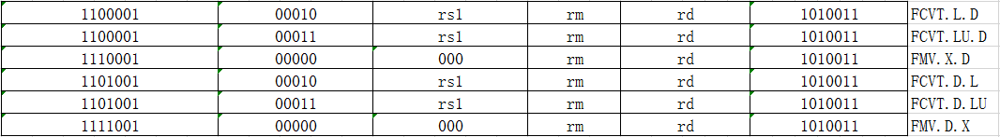 1100001 00010 rs1 rm rd 1010011 FCVT.L.D
1100001 00011 rs1 rm rd 1010011 FCVT.LU.D
1110001 00000 000 rm rd 1010011 FMV.X.D
1101001 00010 rs1 rm rd 1010011 FCVT.D.L
1101001 00011 rs1 rm rd 1010011 FCVT.D.LU
1111001 00000 000 rm rd 1010011 FMV.D.X